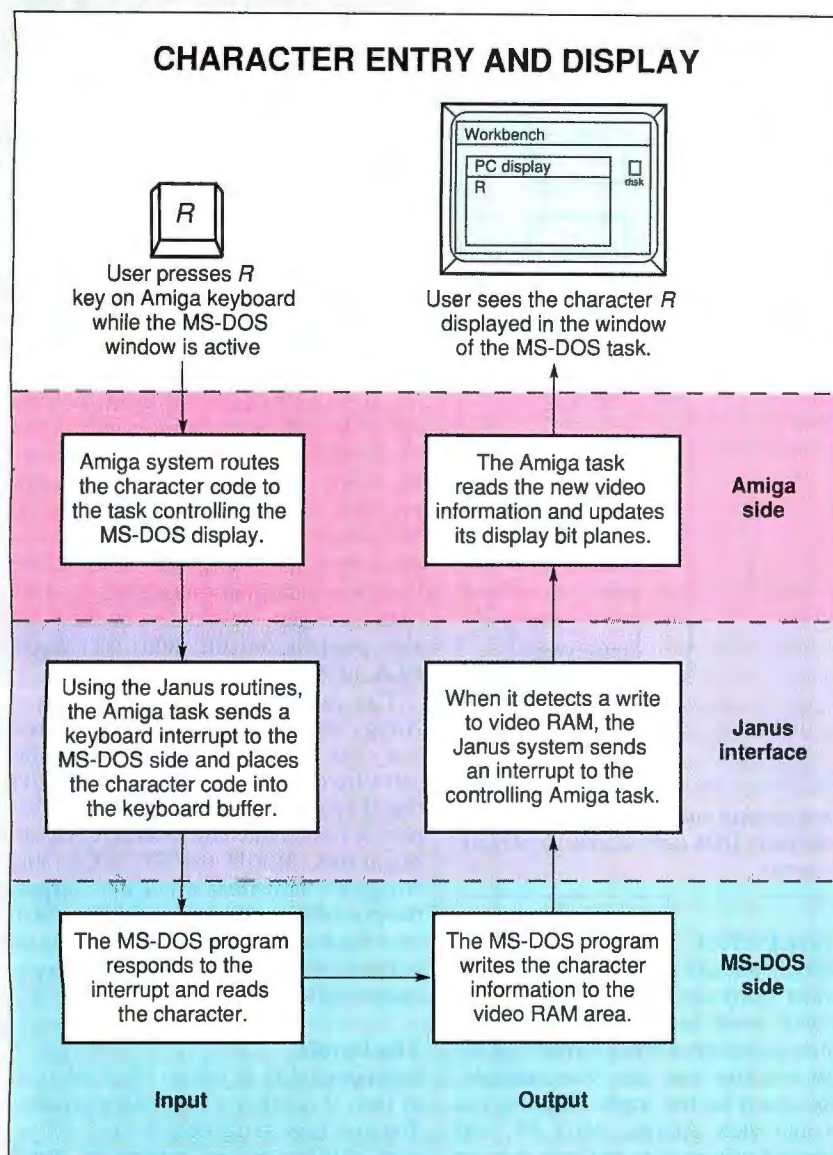 CHARACTER ENTRY AND DISPLAY
R
User presses R
key on Amiga keyboard
while the MS-DOS
window is active
Workbench
PC display
R
disk
User sees the character R
displayed in the window
of the MS-DOS task.
Amiga system routes
the character code to
the task controlling the
MS-DOS display.
The Amiga task
reads the new video
information and updates
its display bit planes.
Amiga
side
Using the Janus routines,
the Amiga task sends a
keyboard interrupt to the
MS-DOS side and places
the character code into
the keyboard buffer.
When it detects a write
to video RAM, the
Janus system sends
an interrupt to the
controlling Amiga task.
Janus
interface
The MS-DOS program
responds to the
interrupt and reads
the character.
The MS-DOS program
writes the character
information to the
video RAM area.
MS-DOS
side
Input
Output